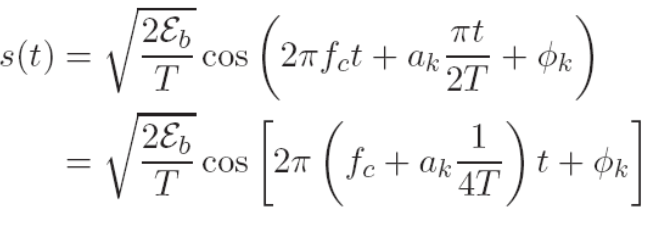 s(t) = \sqrt{\frac{2\mathcal{E}_b}{T}} \cos\left(2\pi f_c t + a_k \frac{\pi t}{2T} + \phi_k\right)
= \sqrt{\frac{2\mathcal{E}_b}{T}} \cos\left[2\pi\left(f_c + a_k \frac{1}{4T}\right)t + \phi_k\right]